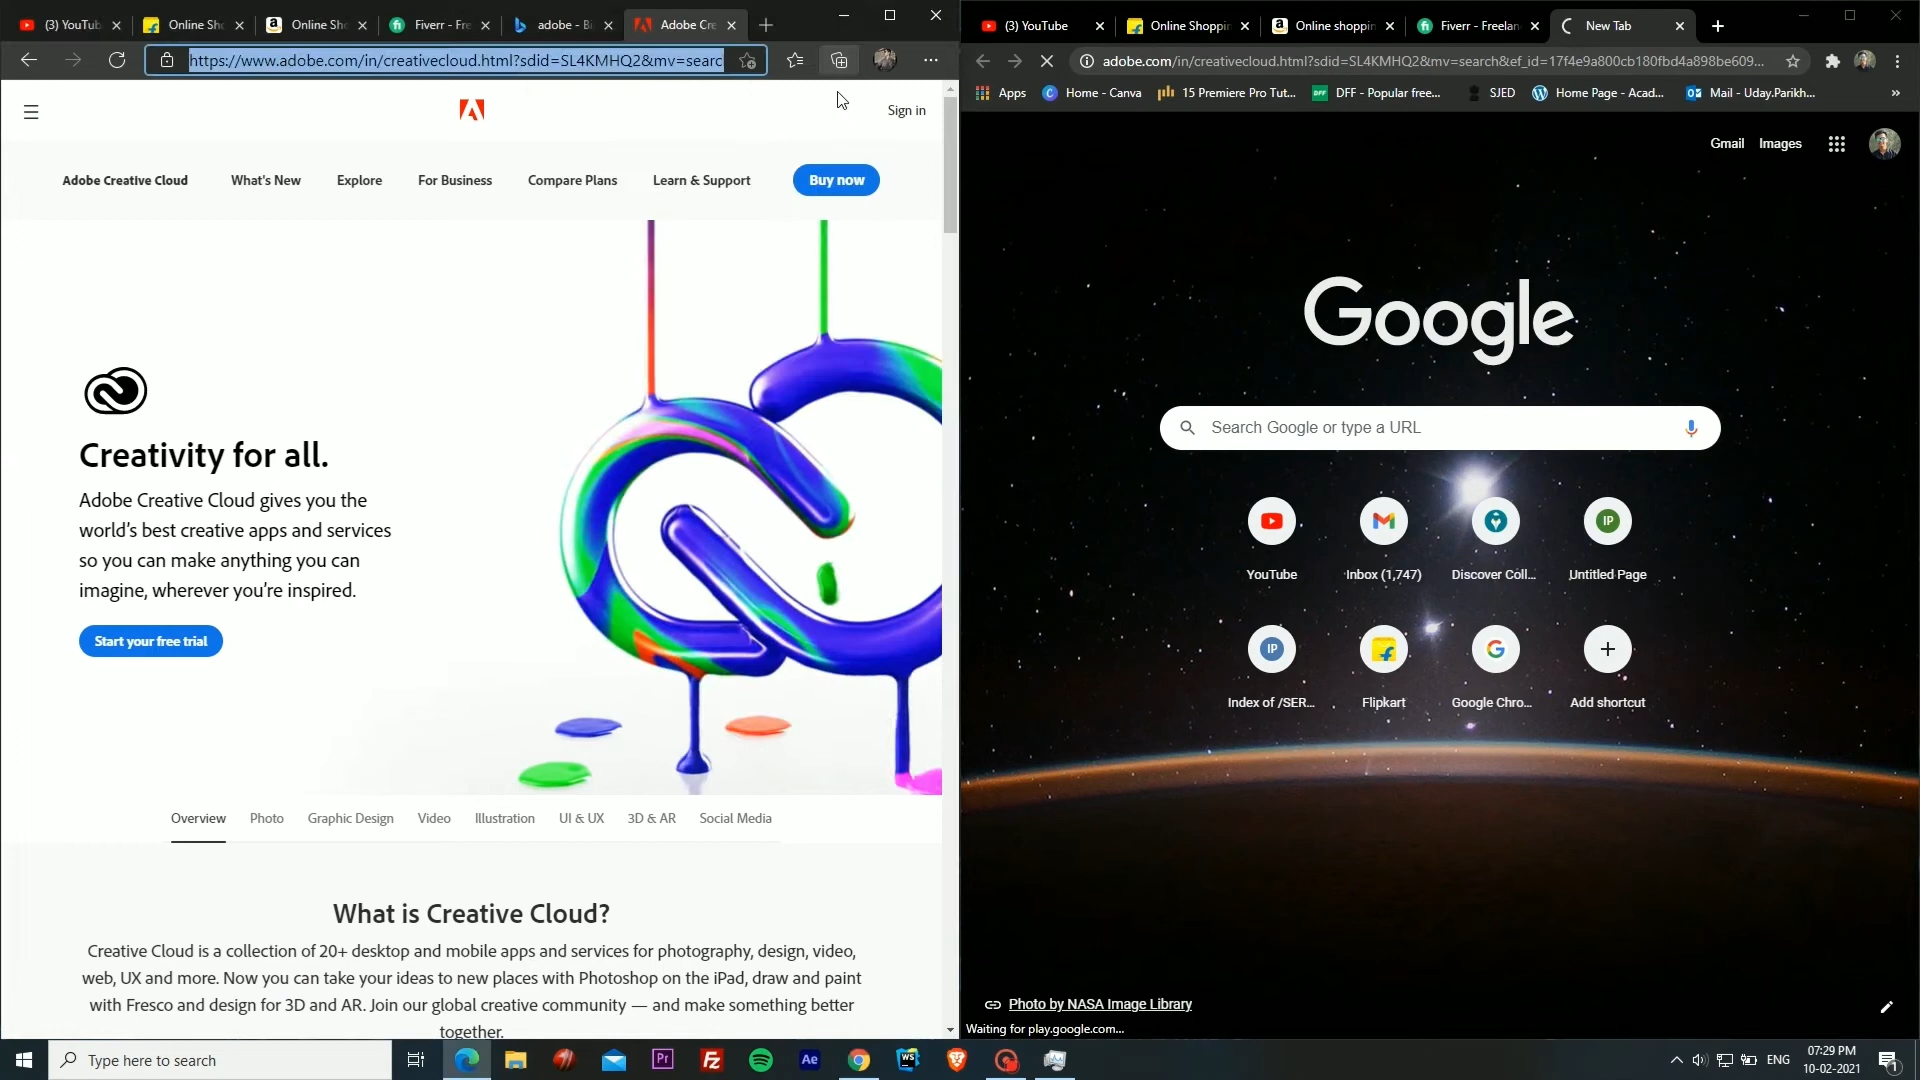 (3) YouTub
Online Sho
Online Sho
Fiverr - Fre
adobe - Bi
Adobe Cre
https://www.adobe.com/in/creativecloud.html?sdid=SL4KMHQ2&mv=searc
Sign in
Adobe Creative Cloud
What's New
Explore
For Business
Compare Plans
Learn & Support
Buy now
Creativity for all.
Adobe Creative Cloud gives you the
world's best creative apps and services
so you can make anything you can
imagine, wherever you're inspired.
Start your free trial
Overview
Photo
Graphic Design
Video
Illustration
UI & UX
3D & AR
Social Media
What is Creative Cloud?
Creative Cloud is a collection of 20+ desktop and mobile apps and services for photography, design, video,
web, UX and more. Now you can take your ideas to new places with Photoshop on the iPad, draw and paint
with Fresco and design for 3D and AR. Join our global creative community — and make something better
together.
(3) YouTube
Online Shoppin
Online shoppin
Fiverr - Freelan
New Tab
adobe.com/in/creativecloud.html?sdid=SL4KMHQ2&mv=search&ef_id=17f4e9a800cb180fbd4a898be609...
Apps
Home - Canva
15 Premiere Pro Tut...
DFF - Popular free...
SJED
Home Page - Acad...
Mail - Uday.Parikh...
»
Gmail
Images
Google
Search Google or type a URL
YouTube
Inbox (1,747)
Discover Coll...
IP
Untitled Page
IP
Index of /SER...
Flipkart
Google Chro...
Add shortcut
Photo by NASA Image Library
Waiting for play.google.com...
Type here to search
Pr
Fz
Ae
WS
ENG
07:29 PM
10-02-2021
1